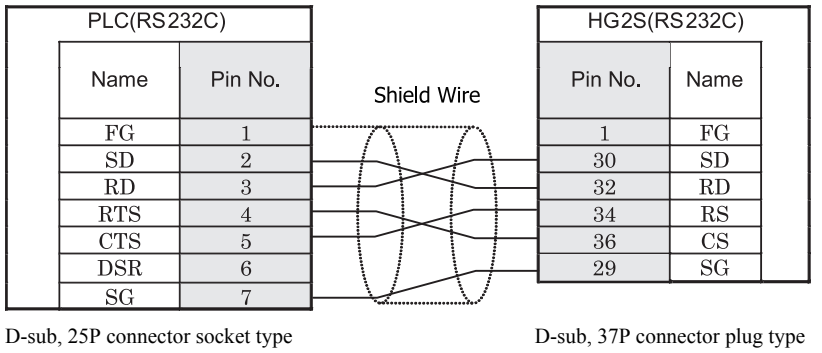 PLC(RS232C) HG2S(RS232C)
Name Pin No. Shield Wire Pin No. Name
FG 1 1 FG
SD 2 30 SD
RD 3 32 RD
RTS 4 34 RS
CTS 5 36 CS
DSR 6 29 SG
SG 7
D-sub, 25P connector socket type D-sub, 37P connector plug type